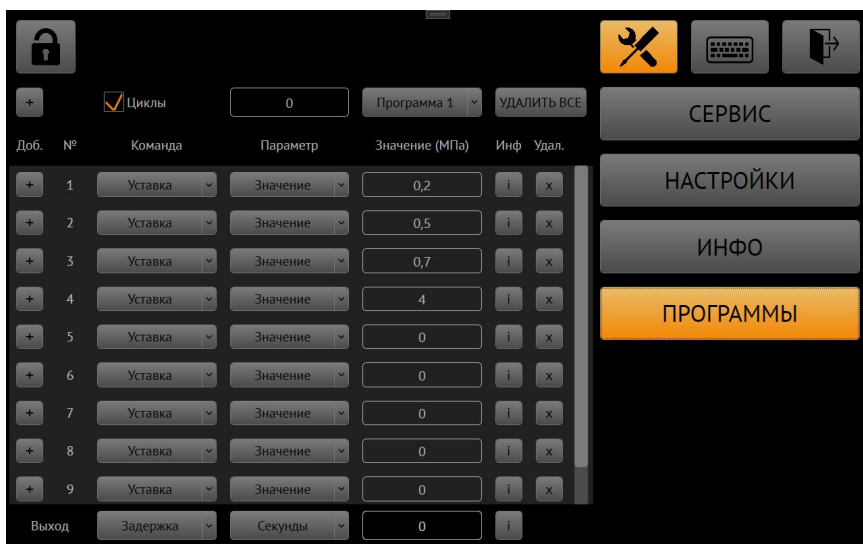 + Циклы 0 Программа 1 УДАЛИТЬ ВСЕ
Доб. № Команда Параметр Значение (МПа) Инф Удал.
+ 1 Уставка Значение 0,2 i x
+ 2 Уставка Значение 0,5 i x
+ 3 Уставка Значение 0,7 i x
+ 4 Уставка Значение 4 i x
+ 5 Уставка Значение 0 i x
+ 6 Уставка Значение 0 i x
+ 7 Уставка Значение 0 i x
+ 8 Уставка Значение 0 i x
+ 9 Уставка Значение 0 i x
Выход Задержка Секунды 0 i
СЕРВИС
НАСТРОЙКИ
ИНФО
ПРОГРАММЫ